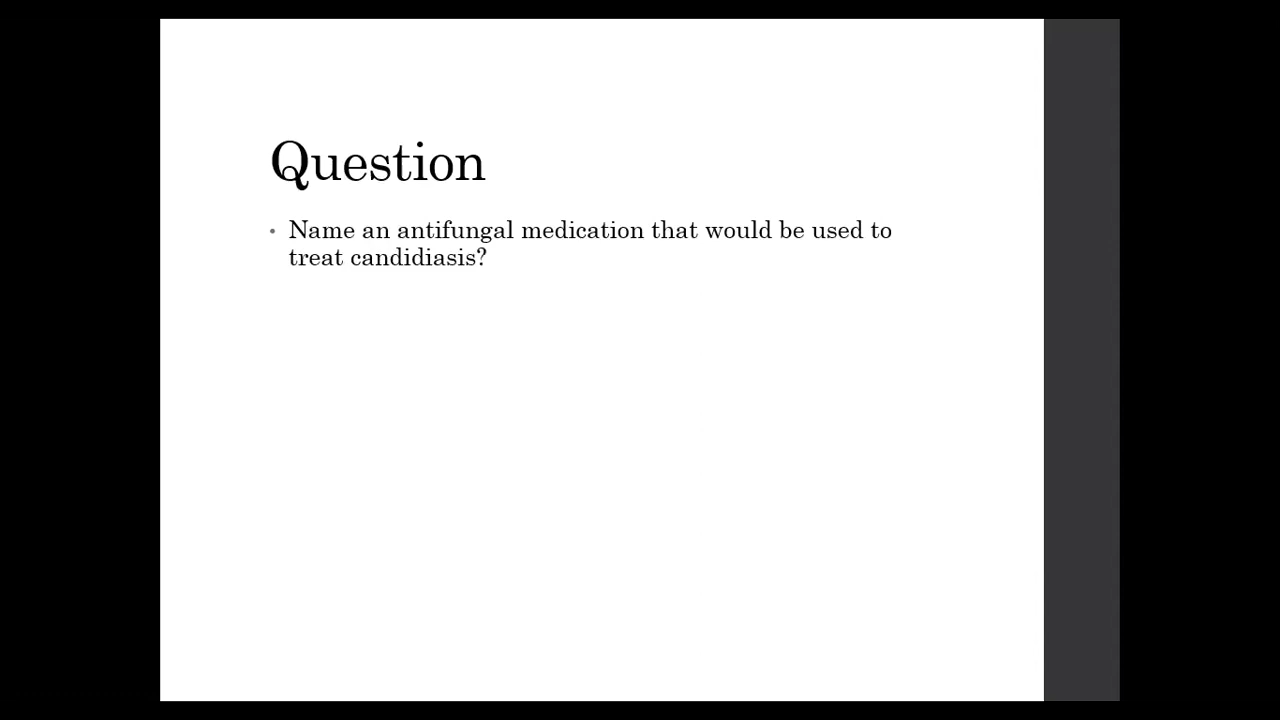 Question
• Name an antifungal medication that would be used to
treat candidiasis?